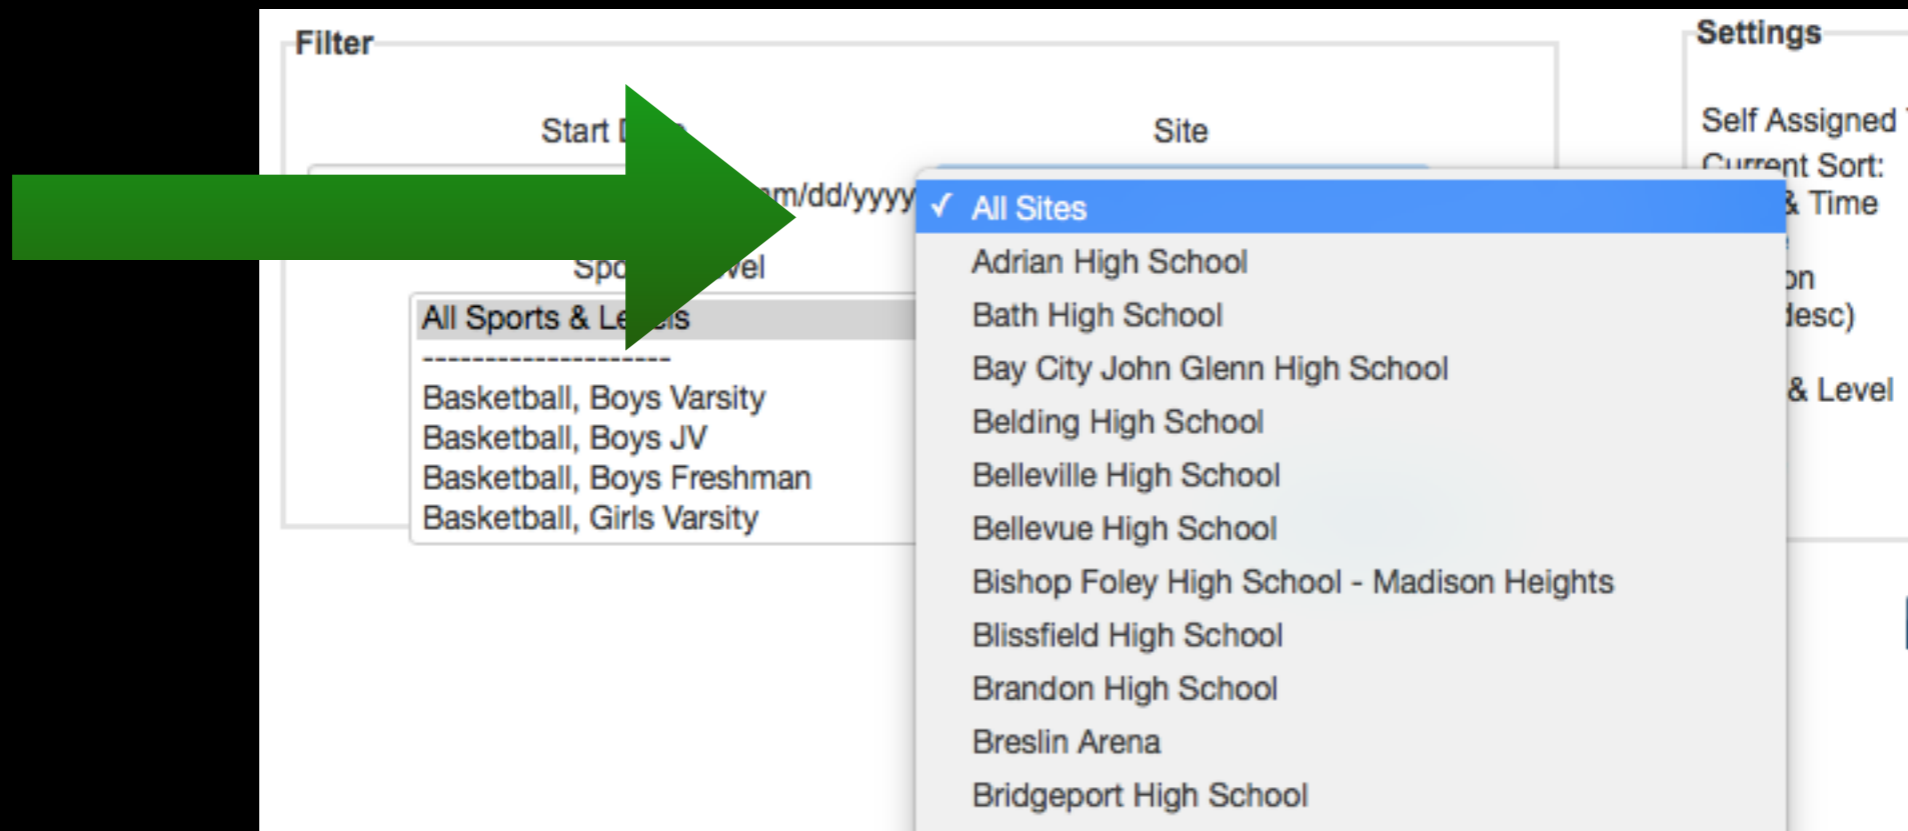 Filter
Settings
Start
Site
Self Assigned
Current Sort:
mm/dd/yyyy
✓ All Sites
& Time
Adrian High School
All Sports & Levels
Bath High School
--------------------
Bay City John Glenn High School
Basketball, Boys Varsity
& Level
Belding High School
Basketball, Boys JV
Belleville High School
Basketball, Boys Freshman
Bellevue High School
Basketball, Girls Varsity
Bishop Foley High School - Madison Heights
Blissfield High School
Brandon High School
Breslin Arena
Bridgeport High School